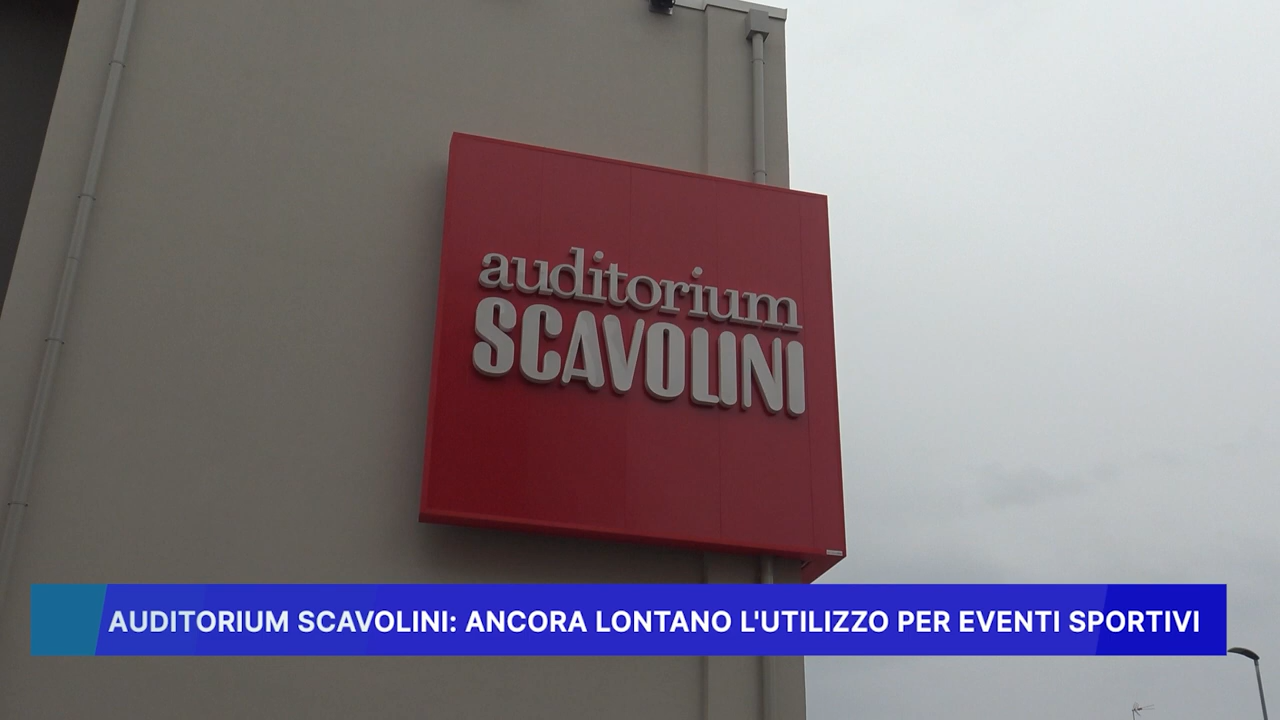 auditorium
SCAVOLINI
AUDITORIUM SCAVOLINI: ANCORA LONTANO L'UTILIZZO PER EVENTI SPORTIVI